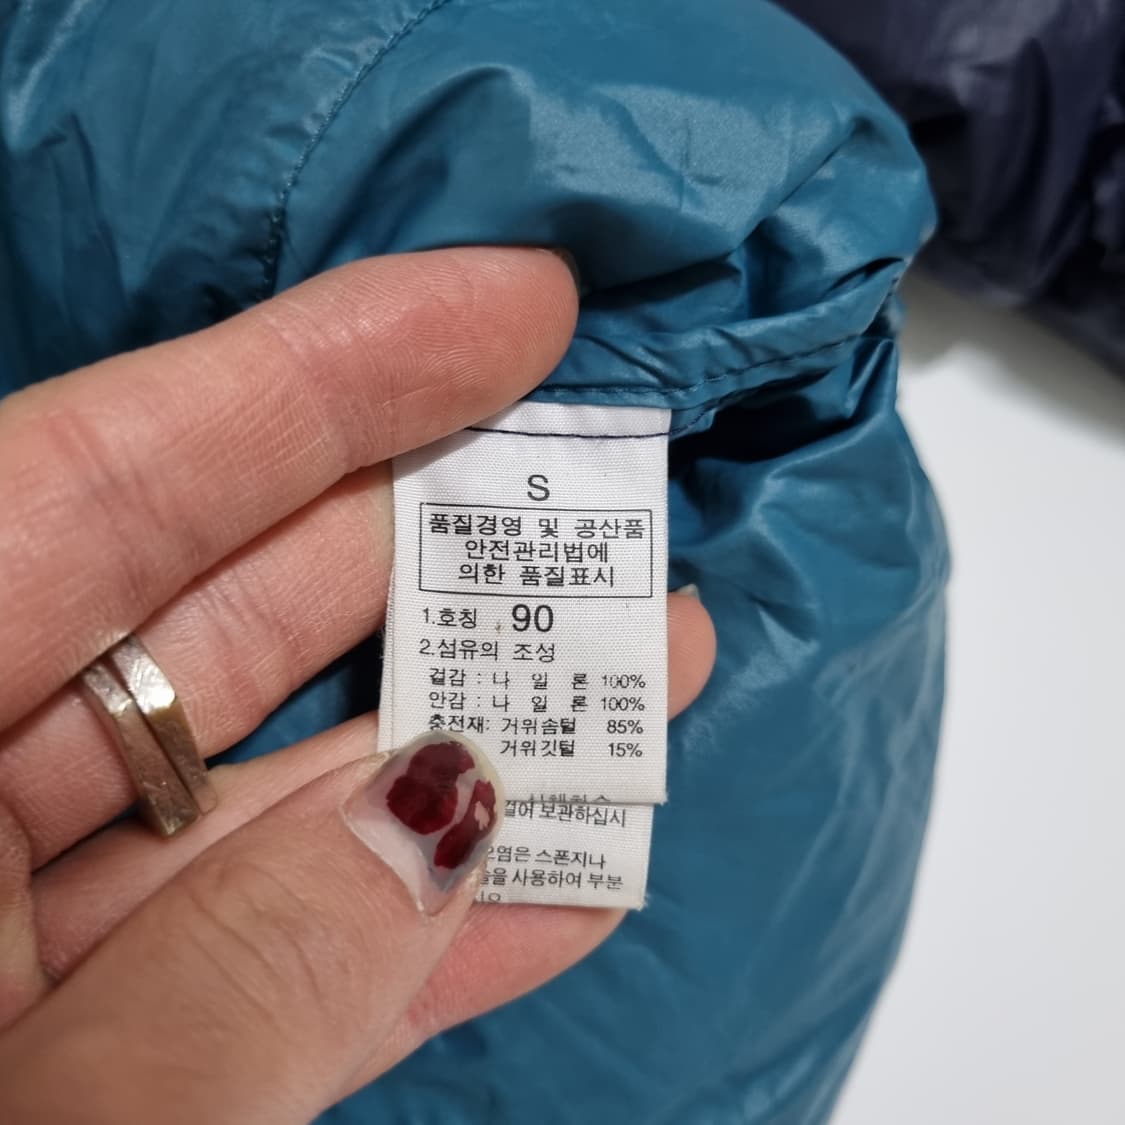 S
품질경영 및 공산품
안전관리법에
의한 품질표시
1.호칭 90
2.섬유의 조성
겉감 : 나 일 론 100%
안감 : 나 일 론 100%
충전재: 거위솜털 85%
거위깃털 15%
걸어 보관하십시
오염은 스폰지나
을 사용하여 부분